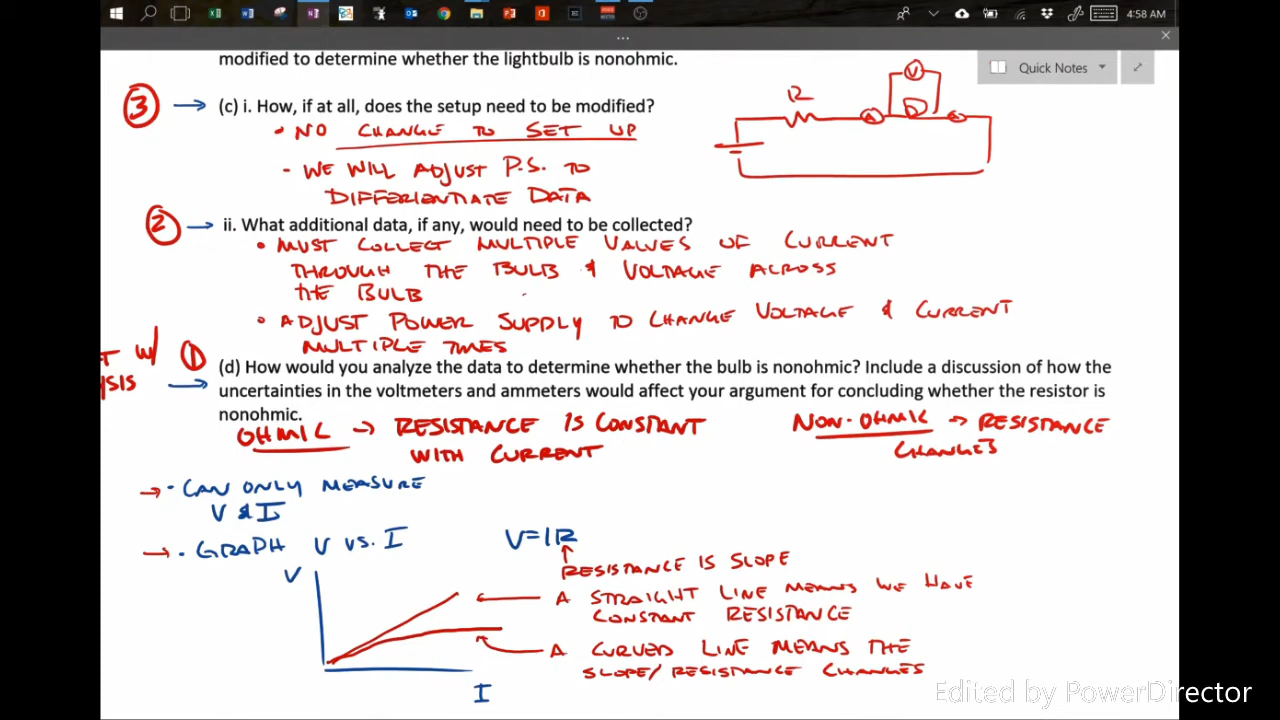 4:58 AM
...
modified to determine whether the lightbulb is nonohmic.
Quick Notes
3 → (c) i. How, if at all, does the setup need to be modified?
• NO CHANGE TO SET UP
- WE WILL ADJUST P.S. TO
DIFFERENTIATE DATA
R
V
A
2 → ii. What additional data, if any, would need to be collected?
• MUST COLLECT MULTIPLE VALUES OF CURRENT
THROUGH THE BULB & VOLTAGE ACROSS
THE BULB
• ADJUST POWER SUPPLY TO CHANGE VOLTAGE & CURRENT
MULTIPLE TIMES
T W/ 1
YSIS →
(d) How would you analyze the data to determine whether the bulb is nonohmic? Include a discussion of how the
uncertainties in the voltmeters and ammeters would affect your argument for concluding whether the resistor is
nonohmic.
OHMIC → RESISTANCE IS CONSTANT
WITH CURRENT
NON-OHMIC → RESISTANCE
CHANGES
→ • CAN ONLY MEASURE
V & I
→ • GRAPH V VS. I
V=IR
RESISTANCE IS SLOPE
V
A STRAIGHT LINE MEANS WE HAVE
CONSTANT RESISTANCE
A CURVED LINE MEANS THE
SLOPE/RESISTANCE CHANGES
I
Edited by PowerDirector